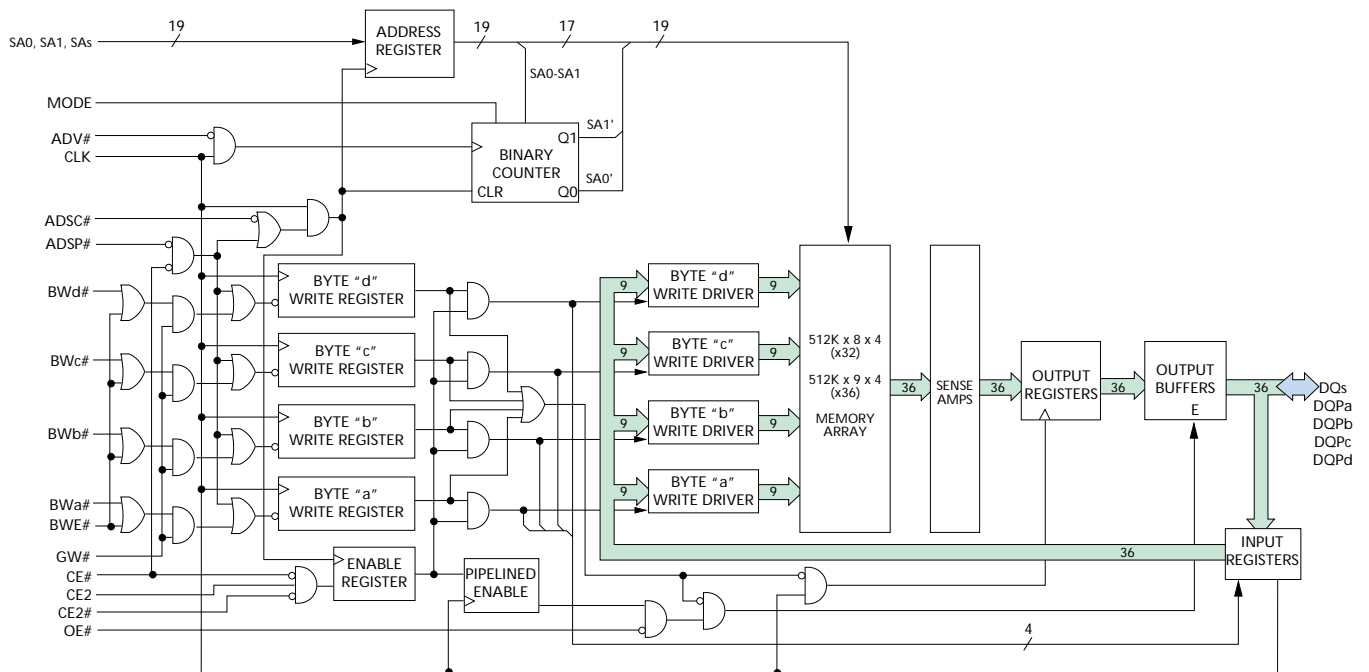 19
19
17
19
SA0, SA1, SAs
ADDRESS
REGISTER
SA0-SA1
MODE
ADV#
CLK
BINARY
COUNTER
CLR
Q1
Q0
SA1'
SA0'
ADSC#
ADSP#
BWd#
BYTE "d"
WRITE REGISTER
9
BYTE "d"
WRITE DRIVER
9
BWc#
BYTE "c"
WRITE REGISTER
9
BYTE "c"
WRITE DRIVER
9
BWb#
BYTE "b"
WRITE REGISTER
9
BYTE "b"
WRITE DRIVER
9
BWa#
BWE#
BYTE "a"
WRITE REGISTER
9
BYTE "a"
WRITE DRIVER
9
512K x 8 x 4
(x32)
512K x 9 x 4
(x36)
MEMORY
ARRAY
36
SENSE
AMPS
36
OUTPUT
REGISTERS
36
OUTPUT
BUFFERS
E
36
DQs
DQPa
DQPb
DQPc
DQPd
GW#
CE#
CE2
CE2#
OE#
ENABLE
REGISTER
PIPELINED
ENABLE
36
INPUT
REGISTERS
4